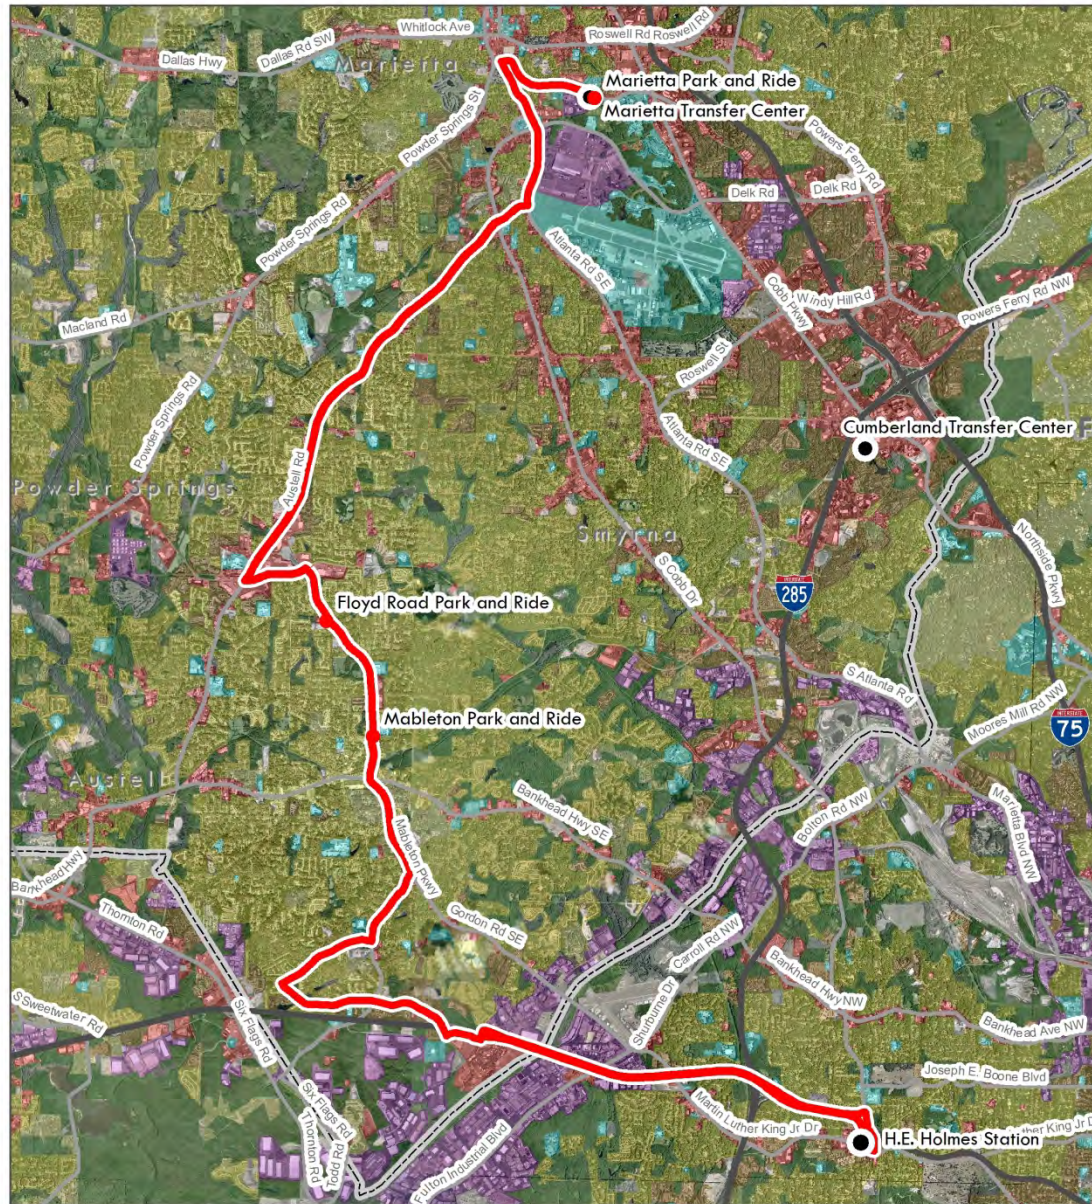 Whitlock Ave
Roswell Rd
Roswell Rd
Dallas Rd SW
Dallas Hwy
Marietta
Marietta Park and Ride
Marietta Transfer Center
Powder Springs St
Powers Ferry Rd
Delk Rd
Delk Rd
Powder Springs Rd
Atlanta Rd SE
Macland Rd
Cobb Pkwy
Windy Hill Rd
Powers Ferry Rd NW
Roswell St
Powder Springs Rd
Atlanta Rd SE
Cumberland Transfer Center
Austell Rd
Powder Springs
Smyrna
Northside Pkwy
S Cobb Dr
INTERSTATE
285
Floyd Road Park and Ride
S Atlanta Rd
Moores Mill Rd NW
INTERSTATE
75
Mableton Park and Ride
Austell
Bankhead Hwy SE
Bolton Rd NW
Marietta Blvd NW
Mableton Pkwy
Bankhead Hwy
Thornton Rd
Gordon Rd SE
Carroll Rd NW
Bankhead Hwy NW
S Sweetwater Rd
Six Flags Rd
Shurburne Dr
Bankhead Ave NW
Joseph E. Boone Blvd
Six Flags Rd
Thornton Rd
Todd Rd
Fulton Industrial Blvd
Martin Luther King Jr Dr
Luther King Jr D
H.E. Holmes Station